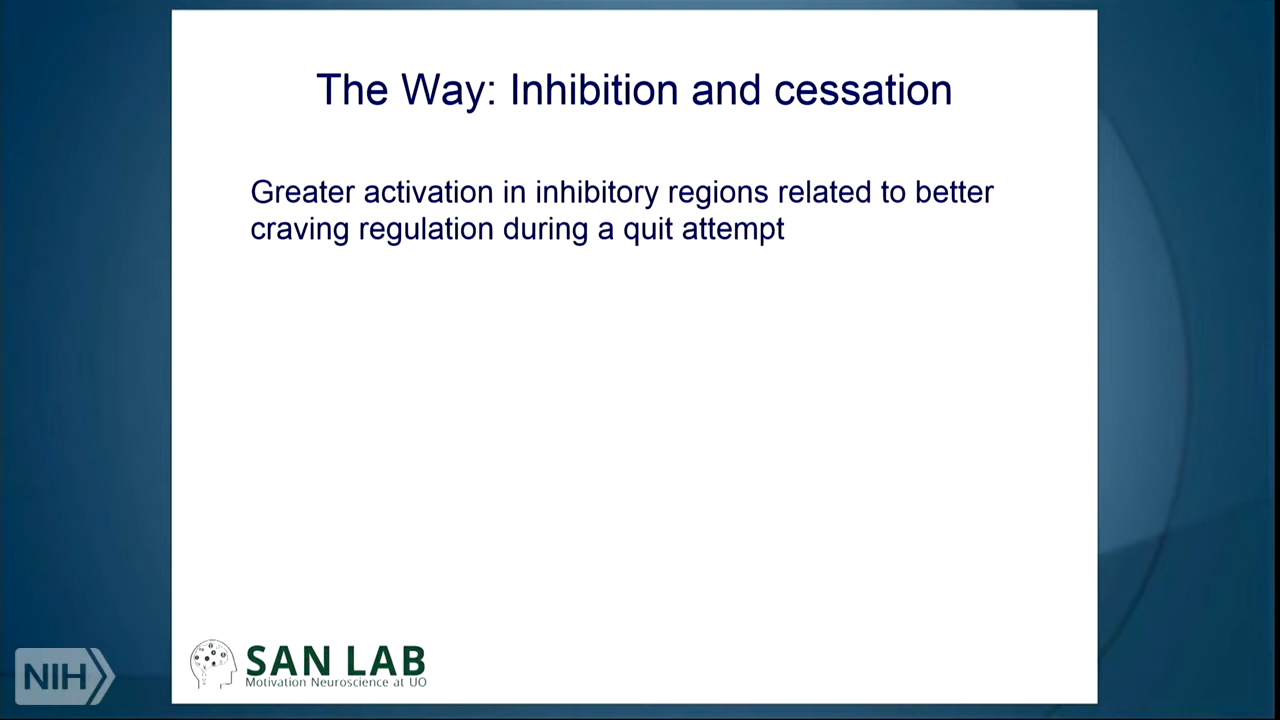 The Way: Inhibition and cessation
Greater activation in inhibitory regions related to better
craving regulation during a quit attempt
SAN LAB
Motivation Neuroscience at UO
NIH